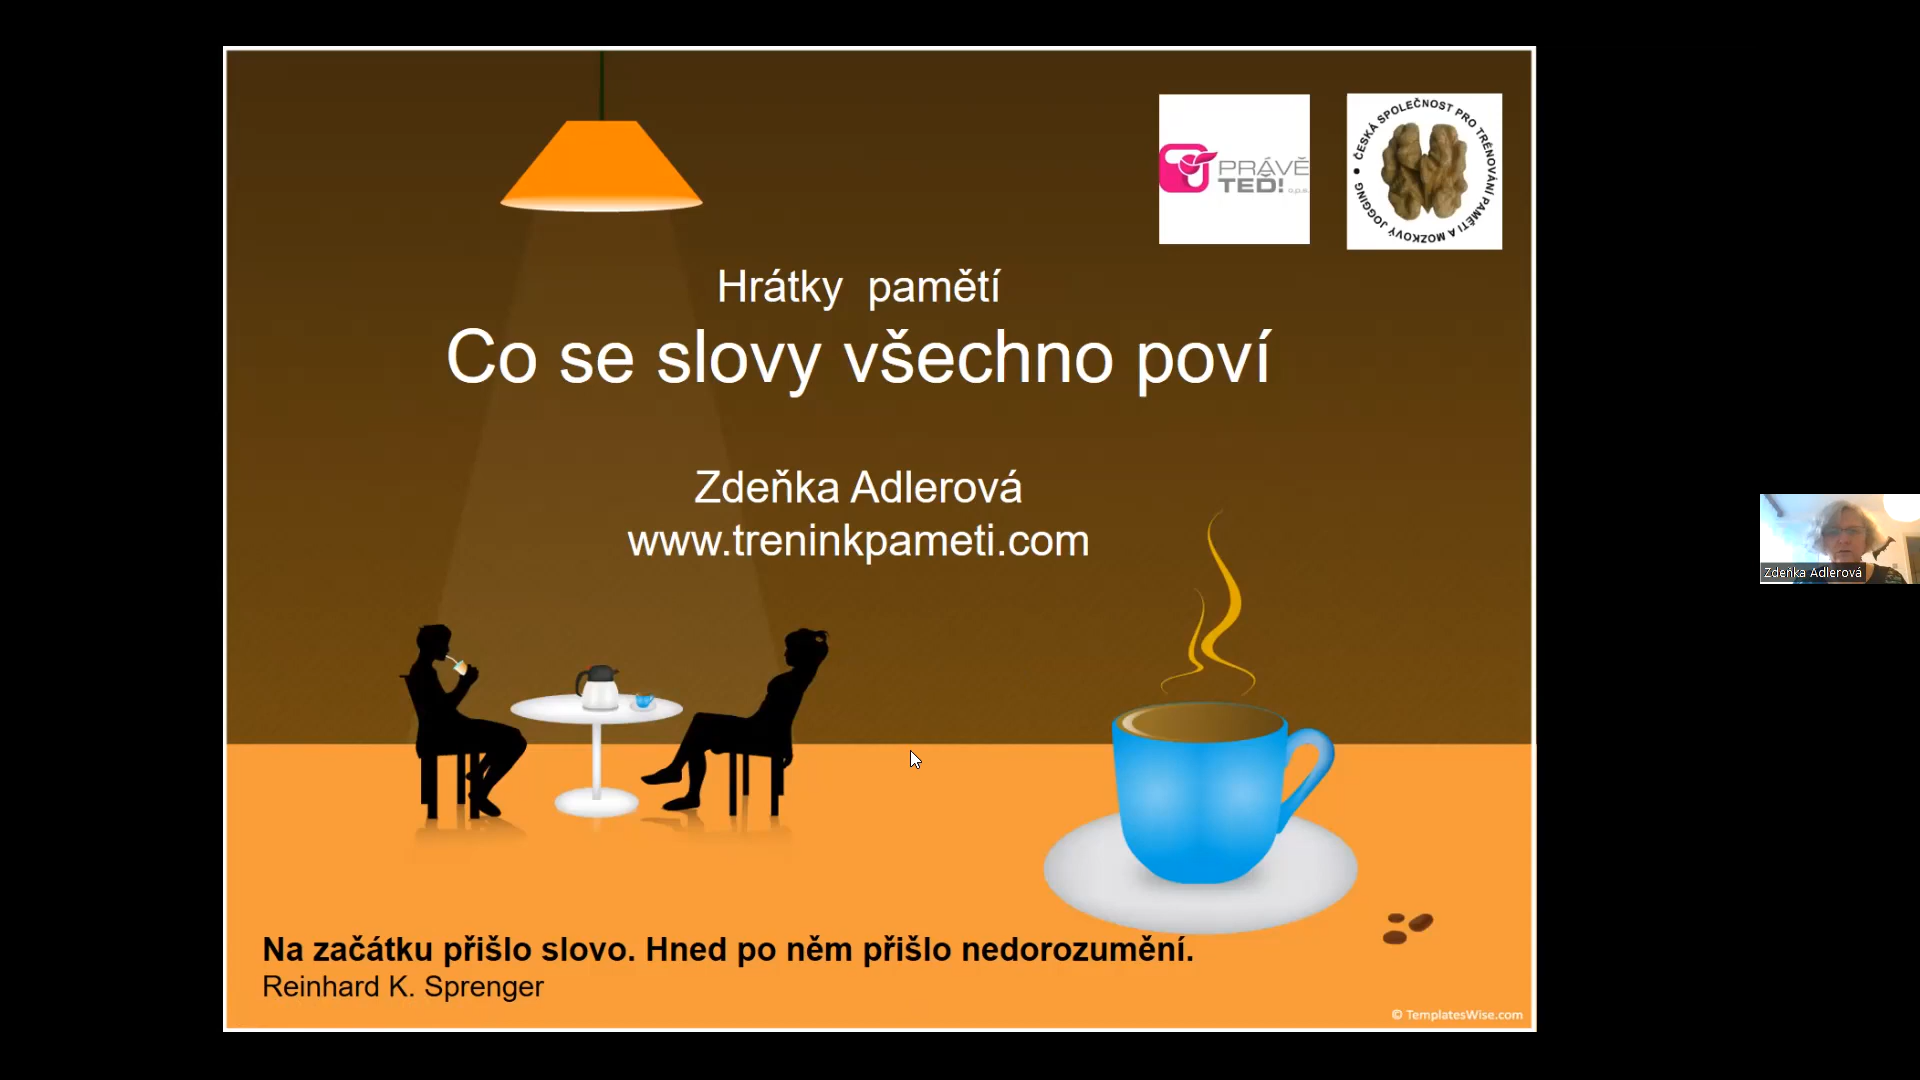 PRÁVĚ
TEĎ! o.p.s.
ČESKÁ SPOLEČNOST PRO TRÉNOVÁNÍ PAMĚTI A MOZKOVÝ JOGGING •
Hrátky  pamětí
Co se slovy všechno poví
Zdeňka Adlerová
www.treninkpameti.com
Zdeňka Adlerová
Na začátku přišlo slovo. Hned po něm přišlo nedorozumění.
Reinhard K. Sprenger
© TemplatesWise.com